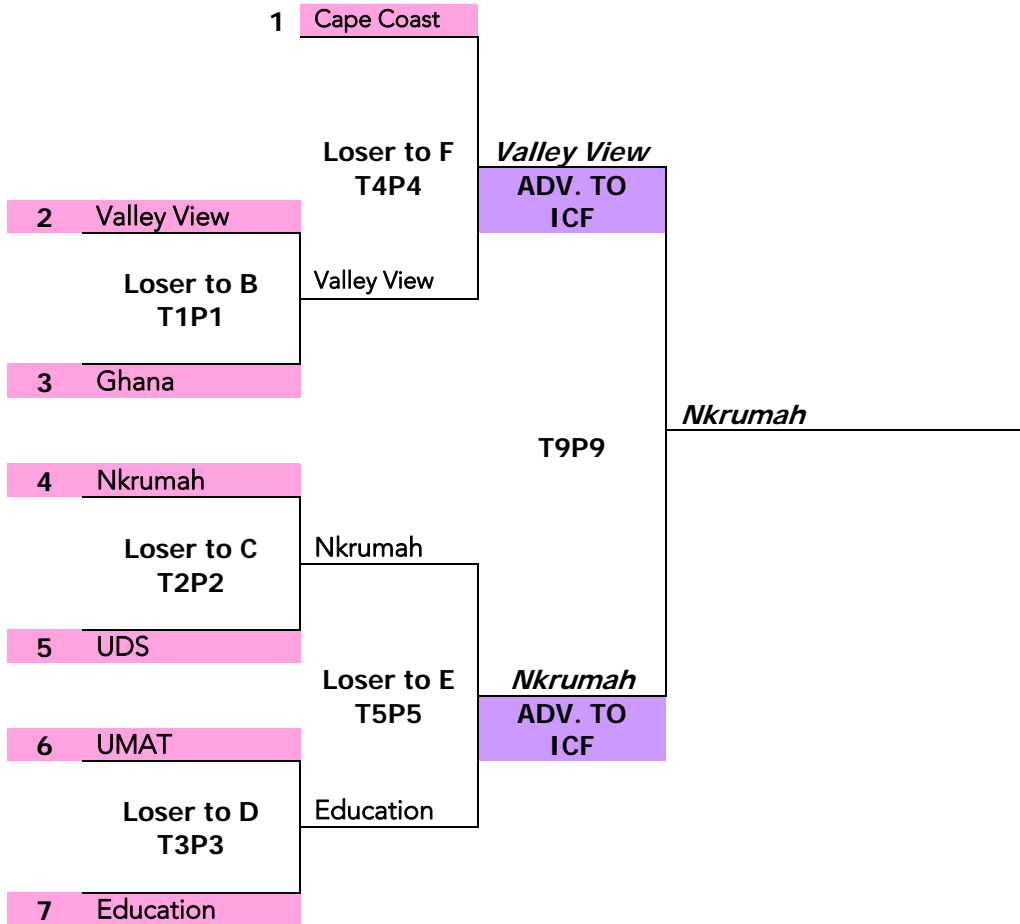 1 Cape Coast
Loser to F
T4P4
Valley View
ADV. TO
ICF
2 Valley View
Loser to B
T1P1
Valley View
3 Ghana
T9P9
Nkrumah
4 Nkrumah
Loser to C
T2P2
Nkrumah
5 UDS
Loser to E
T5P5
Nkrumah
ADV. TO
ICF
6 UMAT
Loser to D
T3P3
Education
7 Education